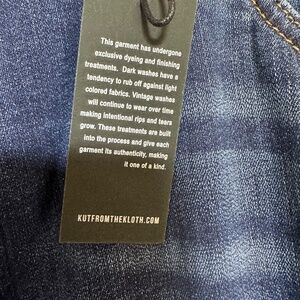 This garment has undergone
exclusive dyeing and finishing
treatments. Dark washes have a
tendency to rub off against light
colored fabrics. Vintage washes
will continue to wear over time
making intentional rips and tears
grow. These treatments are built
into the process and give each
garment its authenticity, making
it one of a kind.
KUTFROMTHEKLOTH.COM